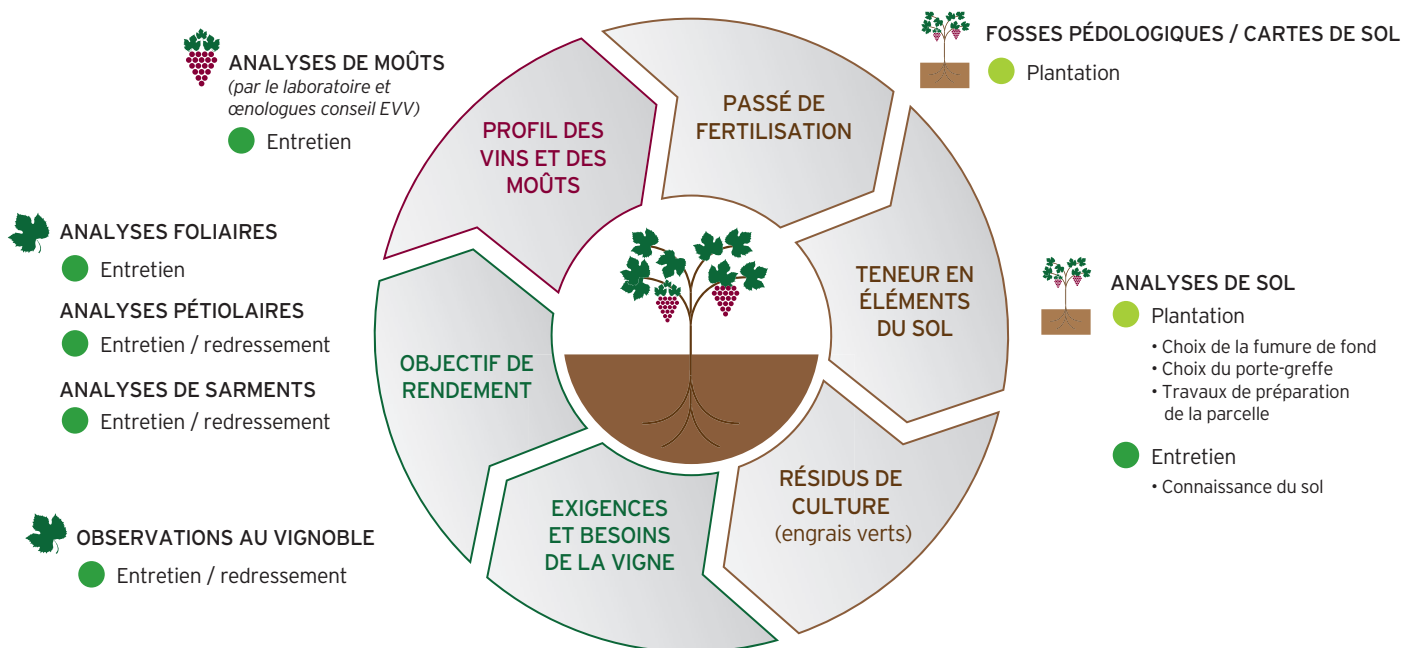 ANALYSES DE MOÛTS
(par le laboratoire et
œnologues conseil EVV)
Entretien
ANALYSES FOLIAIRES
Entretien
ANALYSES PÉTIOLAIRES
Entretien / redressement
ANALYSES DE SARMENTS
Entretien / redressement
OBSERVATIONS AU VIGNOBLE
Entretien / redressement
PROFIL DES
VINS ET DES
MOÛTS
PASSÉ DE
FERTILISATION
TENEUR EN
ÉLÉMENTS
DU SOL
RÉSIDUS DE
CULTURE
(engrais verts)
EXIGENCES
ET BESOINS
DE LA VIGNE
OBJECTIF DE
RENDEMENT
FOSSES PÉDOLOGIQUES / CARTES DE SOL
Plantation
ANALYSES DE SOL
Plantation
• Choix de la fumure de fond
• Choix du porte-greffe
• Travaux de préparation
de la parcelle
Entretien
• Connaissance du sol